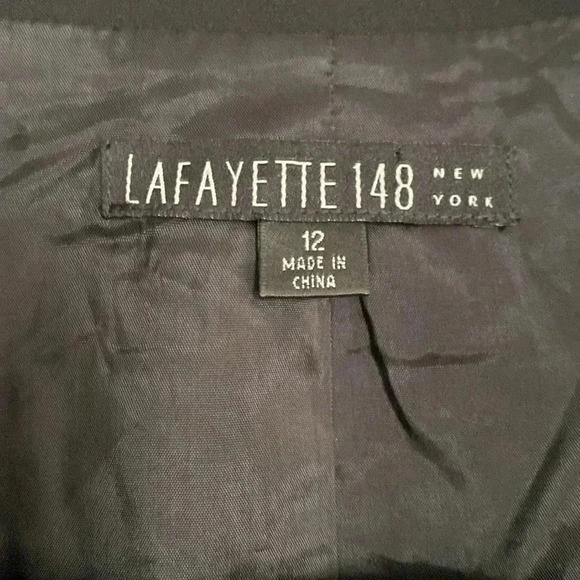 LAFAYETTE 148 NEW YORK
12
MADE IN
CHINA